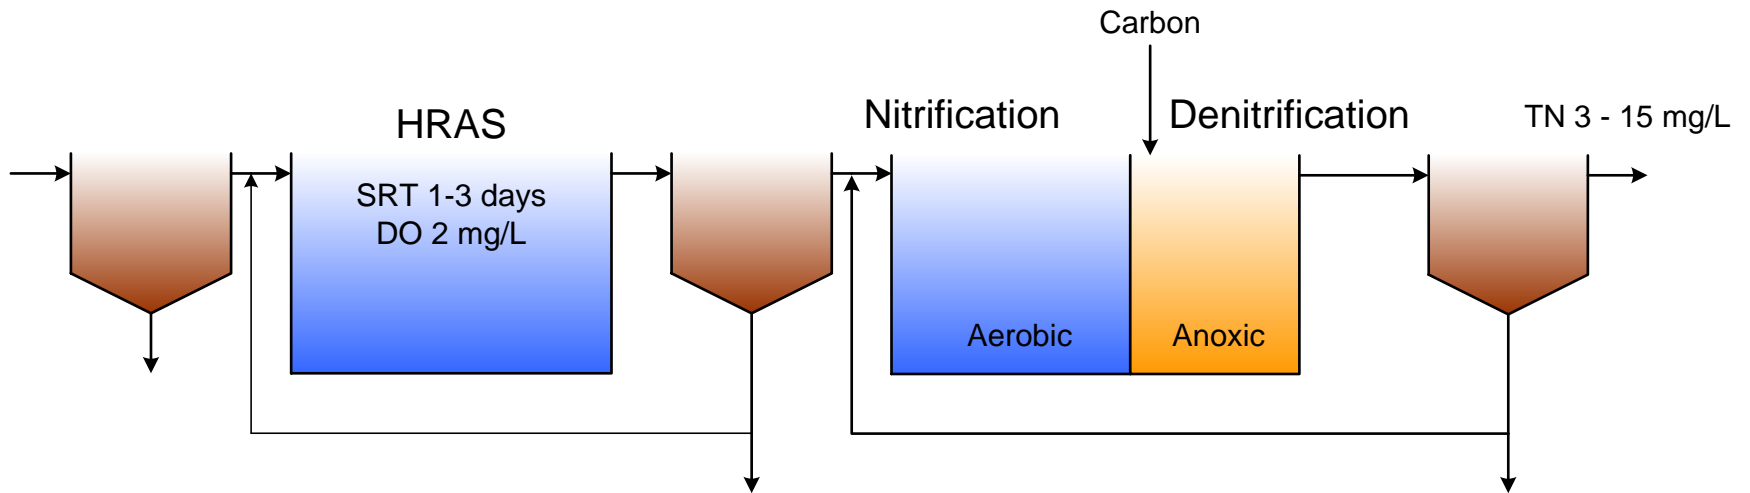 Carbon
HRAS
Nitrification
Denitrification
TN 3 - 15 mg/L
SRT 1-3 days
DO 2 mg/L
Aerobic
Anoxic